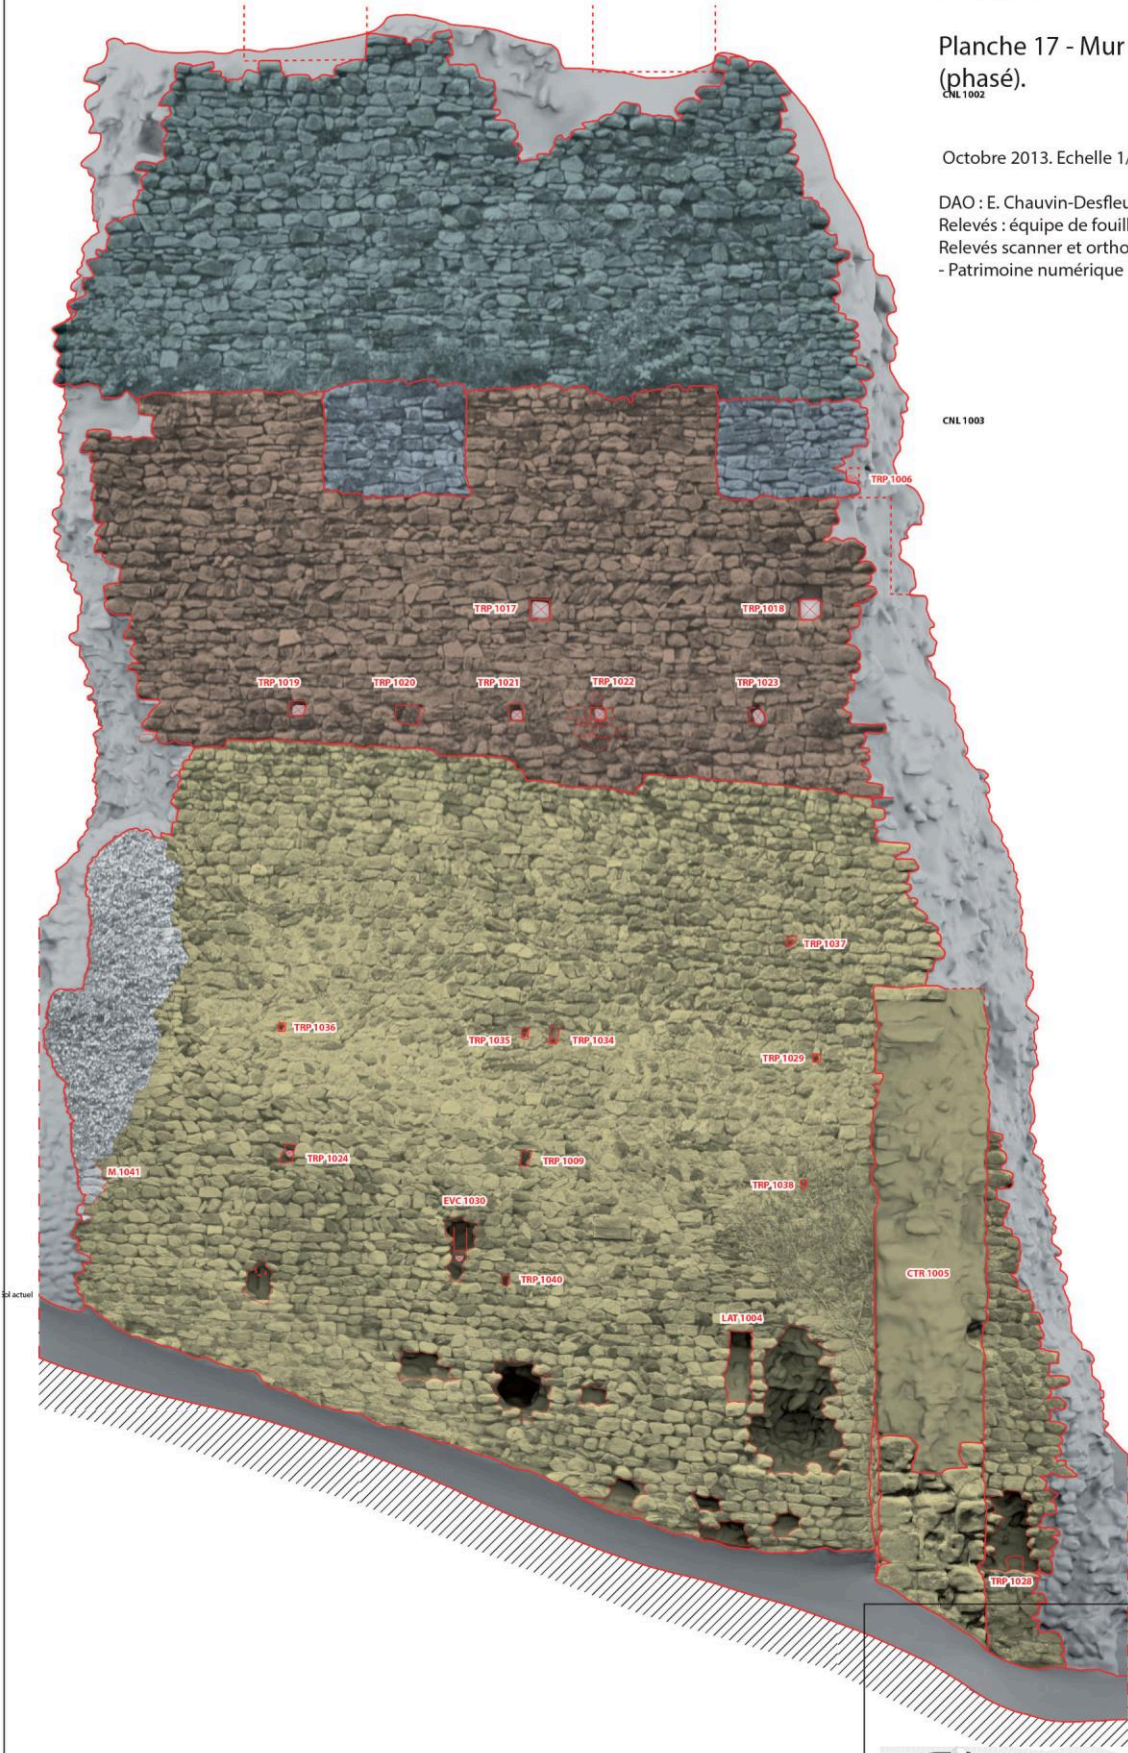 Planche 17 - Mur
(phasé).
CNL 1002
Octobre 2013. Echelle 1/
DAO : E. Chauvin-Desfleu
Relevés : équipe de fouill
Relevés scanner et ortho
- Patrimoine numérique
CNL 1003
TRP 1006
TRP 1017
TRP 1018
TRP 1019
TRP 1020
TRP 1021
TRP 1022
TRP 1023
TRP 1037
TRP 1036
TRP 1035
TRP 1034
TRP 1029
TRP 1024
TRP 1009
M.1041
TRP 1038
EVC 1030
CTR 1005
TRP 1040
Sol actuel
LAT 1004
TRP 1028